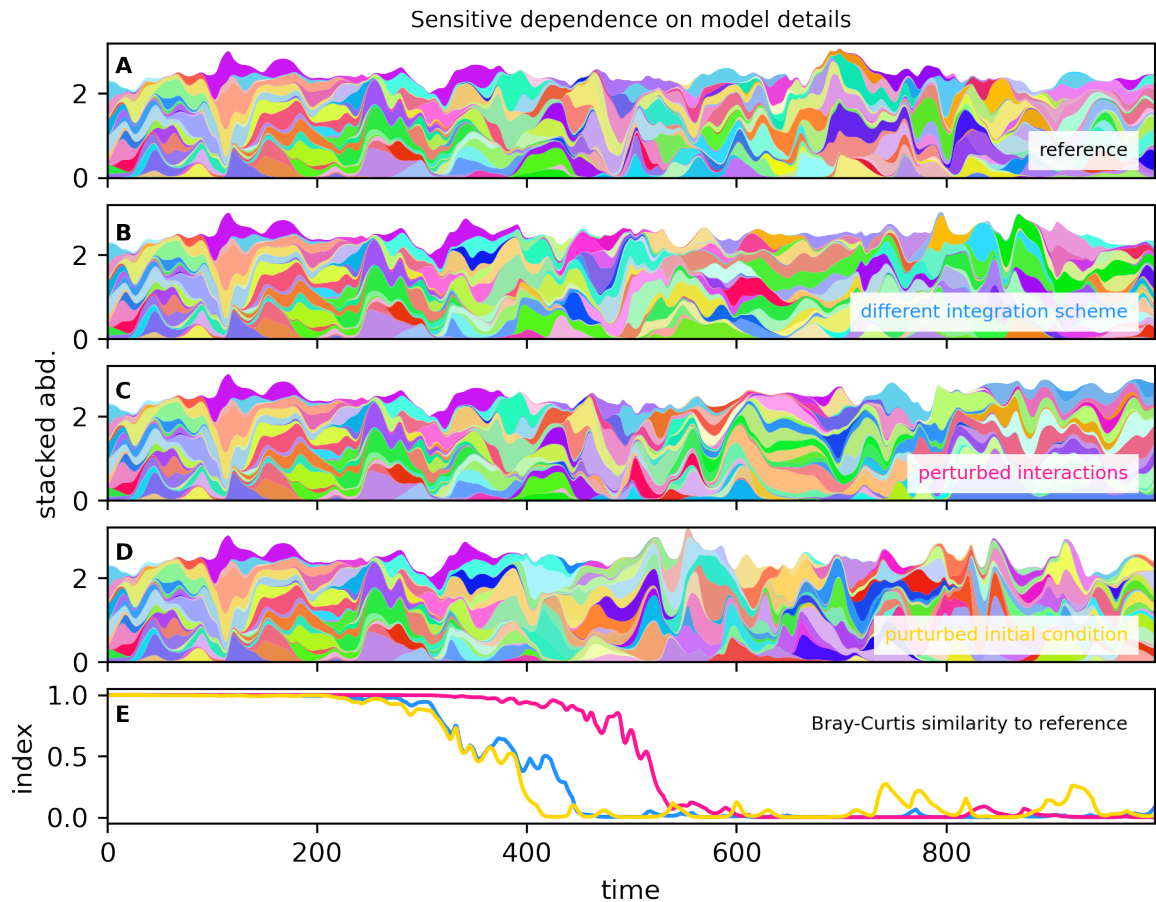 Sensitive dependence on model details
A
2
0
reference
B
2
0
different integration scheme
stacked abd.
C
2
0
perturbed interactions
D
2
0
purturbed initial condition
E
1.0
0.5
0.0
index
Bray-Curtis similarity to reference
0 200 400 600 800
time